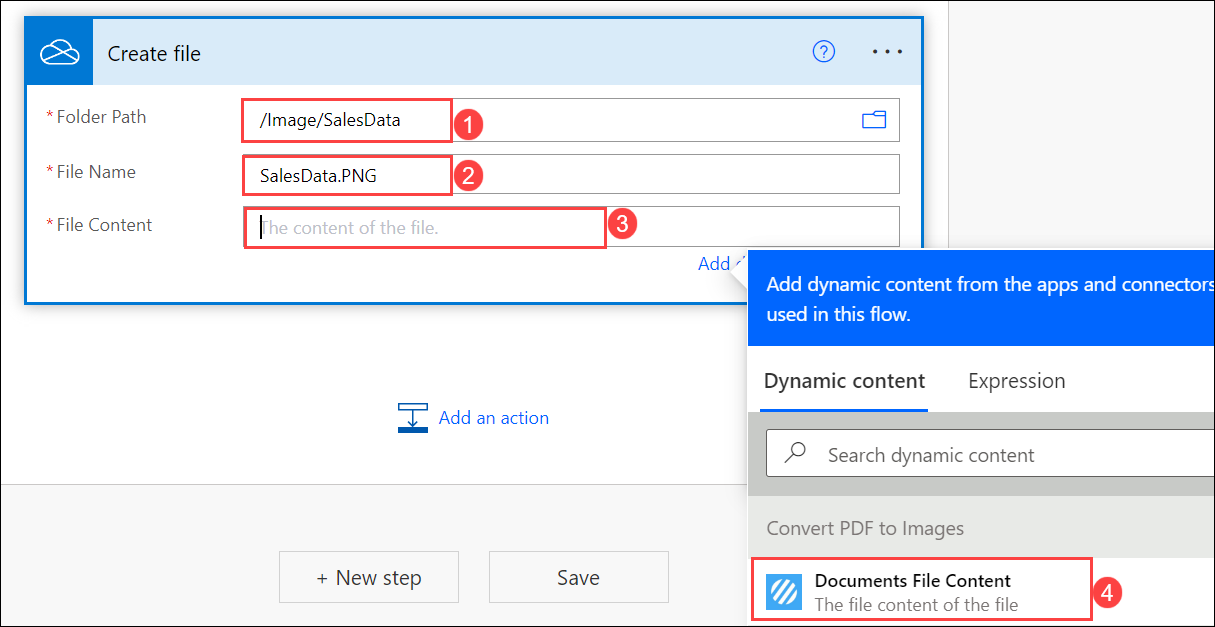 Create file
? ...
* Folder Path
/Image/SalesData
1
* File Name
SalesData.PNG
2
* File Content
The content of the file.
3
Add
Add dynamic content from the apps and connectors
used in this flow.
Dynamic content
Expression
Add an action
Search dynamic content
Convert PDF to Images
+ New step
Save
Documents File Content
The file content of the file
4